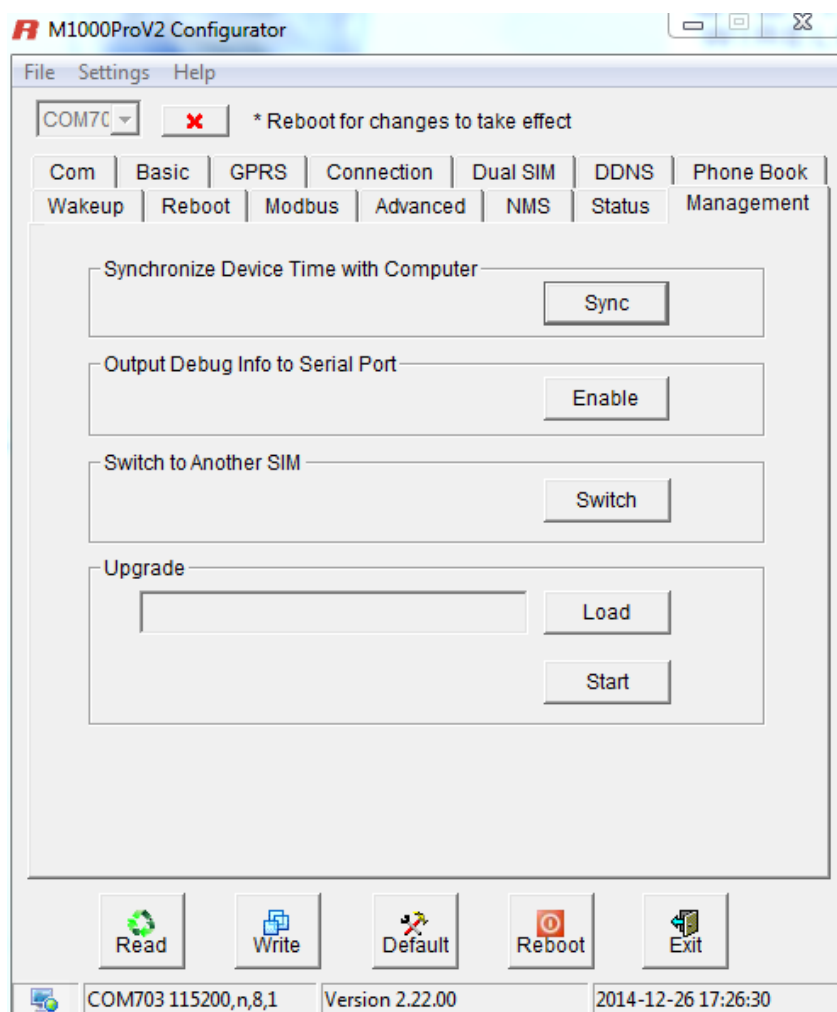 M1000ProV2 Configurator
File Settings Help
COM70 * Reboot for changes to take effect
Com Basic GPRS Connection Dual SIM DDNS Phone Book
Wakeup Reboot Modbus Advanced NMS Status Management
Synchronize Device Time with Computer
Sync
Output Debug Info to Serial Port
Enable
Switch to Another SIM
Switch
Upgrade
Load
Start
Read Write Default Reboot Exit
COM703 115200,n,8,1 Version 2.22.00 2014-12-26 17:26:30